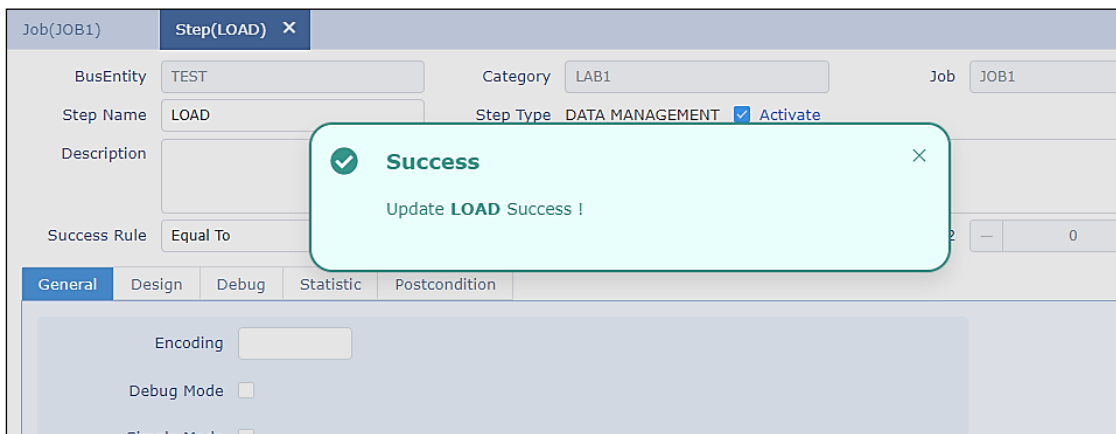 Job(JOB1) Step(LOAD) ✕
BusEntity TEST Category LAB1 Job JOB1
Step Name LOAD Step Type DATA MANAGEMENT Activate
Description
Success
Update LOAD Success !
Success Rule Equal To 2 — 0
General Design Debug Statistic Postcondition
Encoding
Debug Mode